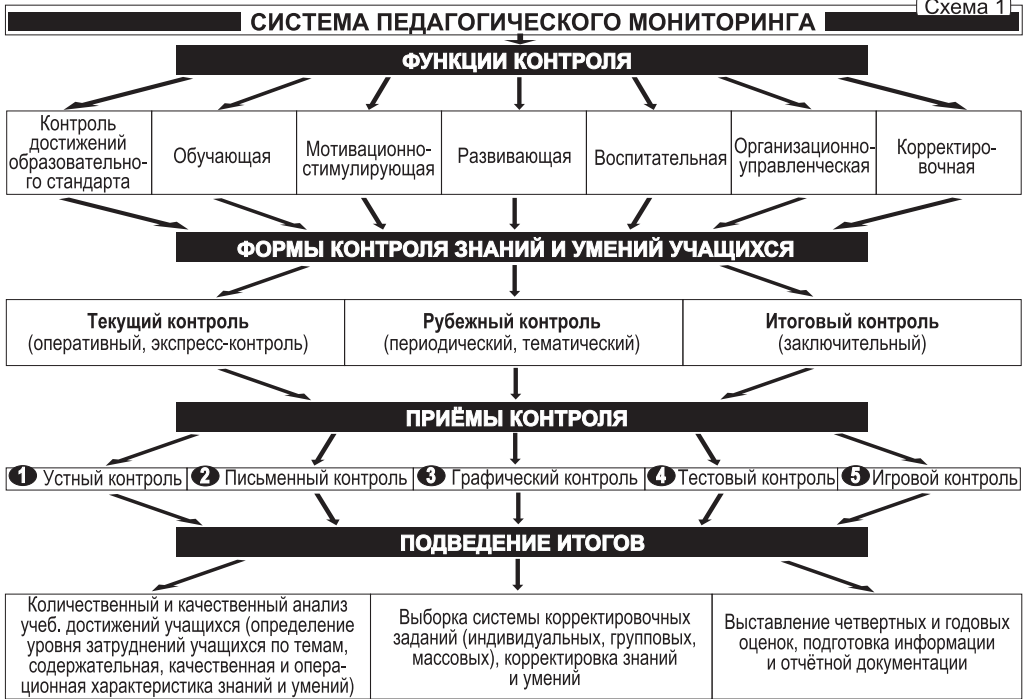 Схема 1
СИСТЕМА ПЕДАГОГИЧЕСКОГО МОНИТОРИНГА
ФУНКЦИИ КОНТРОЛЯ
Контроль
достижений
образовательно-
го стандарта
Обучающая
Мотивационно-
стимулирующая
Развивающая
Воспитательная
Организационно-
управленческая
Корректиро-
вочная
ФОРМЫ КОНТРОЛЯ ЗНАНИЙ И УМЕНИЙ УЧАЩИХСЯ
Текущий контроль
(оперативный, экспресс-контроль)
Рубежный контроль
(периодический, тематический)
Итоговый контроль
(заключительный)
ПРИЁМЫ КОНТРОЛЯ
1 Устный контроль
2 Письменный контроль
3 Графический контроль
4 Тестовый контроль
5 Игровой контроль
ПОДВЕДЕНИЕ ИТОГОВ
Количественный и качественный анализ
учеб. достижений учащихся (определение
уровня затруднений учащихся по темам,
содержательная, качественная и опера-
ционная характеристика знаний и умений)
Выборка системы корректировочных
заданий (индивидуальных, групповых,
массовых), корректировка знаний
и умений
Выставление четвертных и годовых
оценок, подготовка информации
и отчётной документации